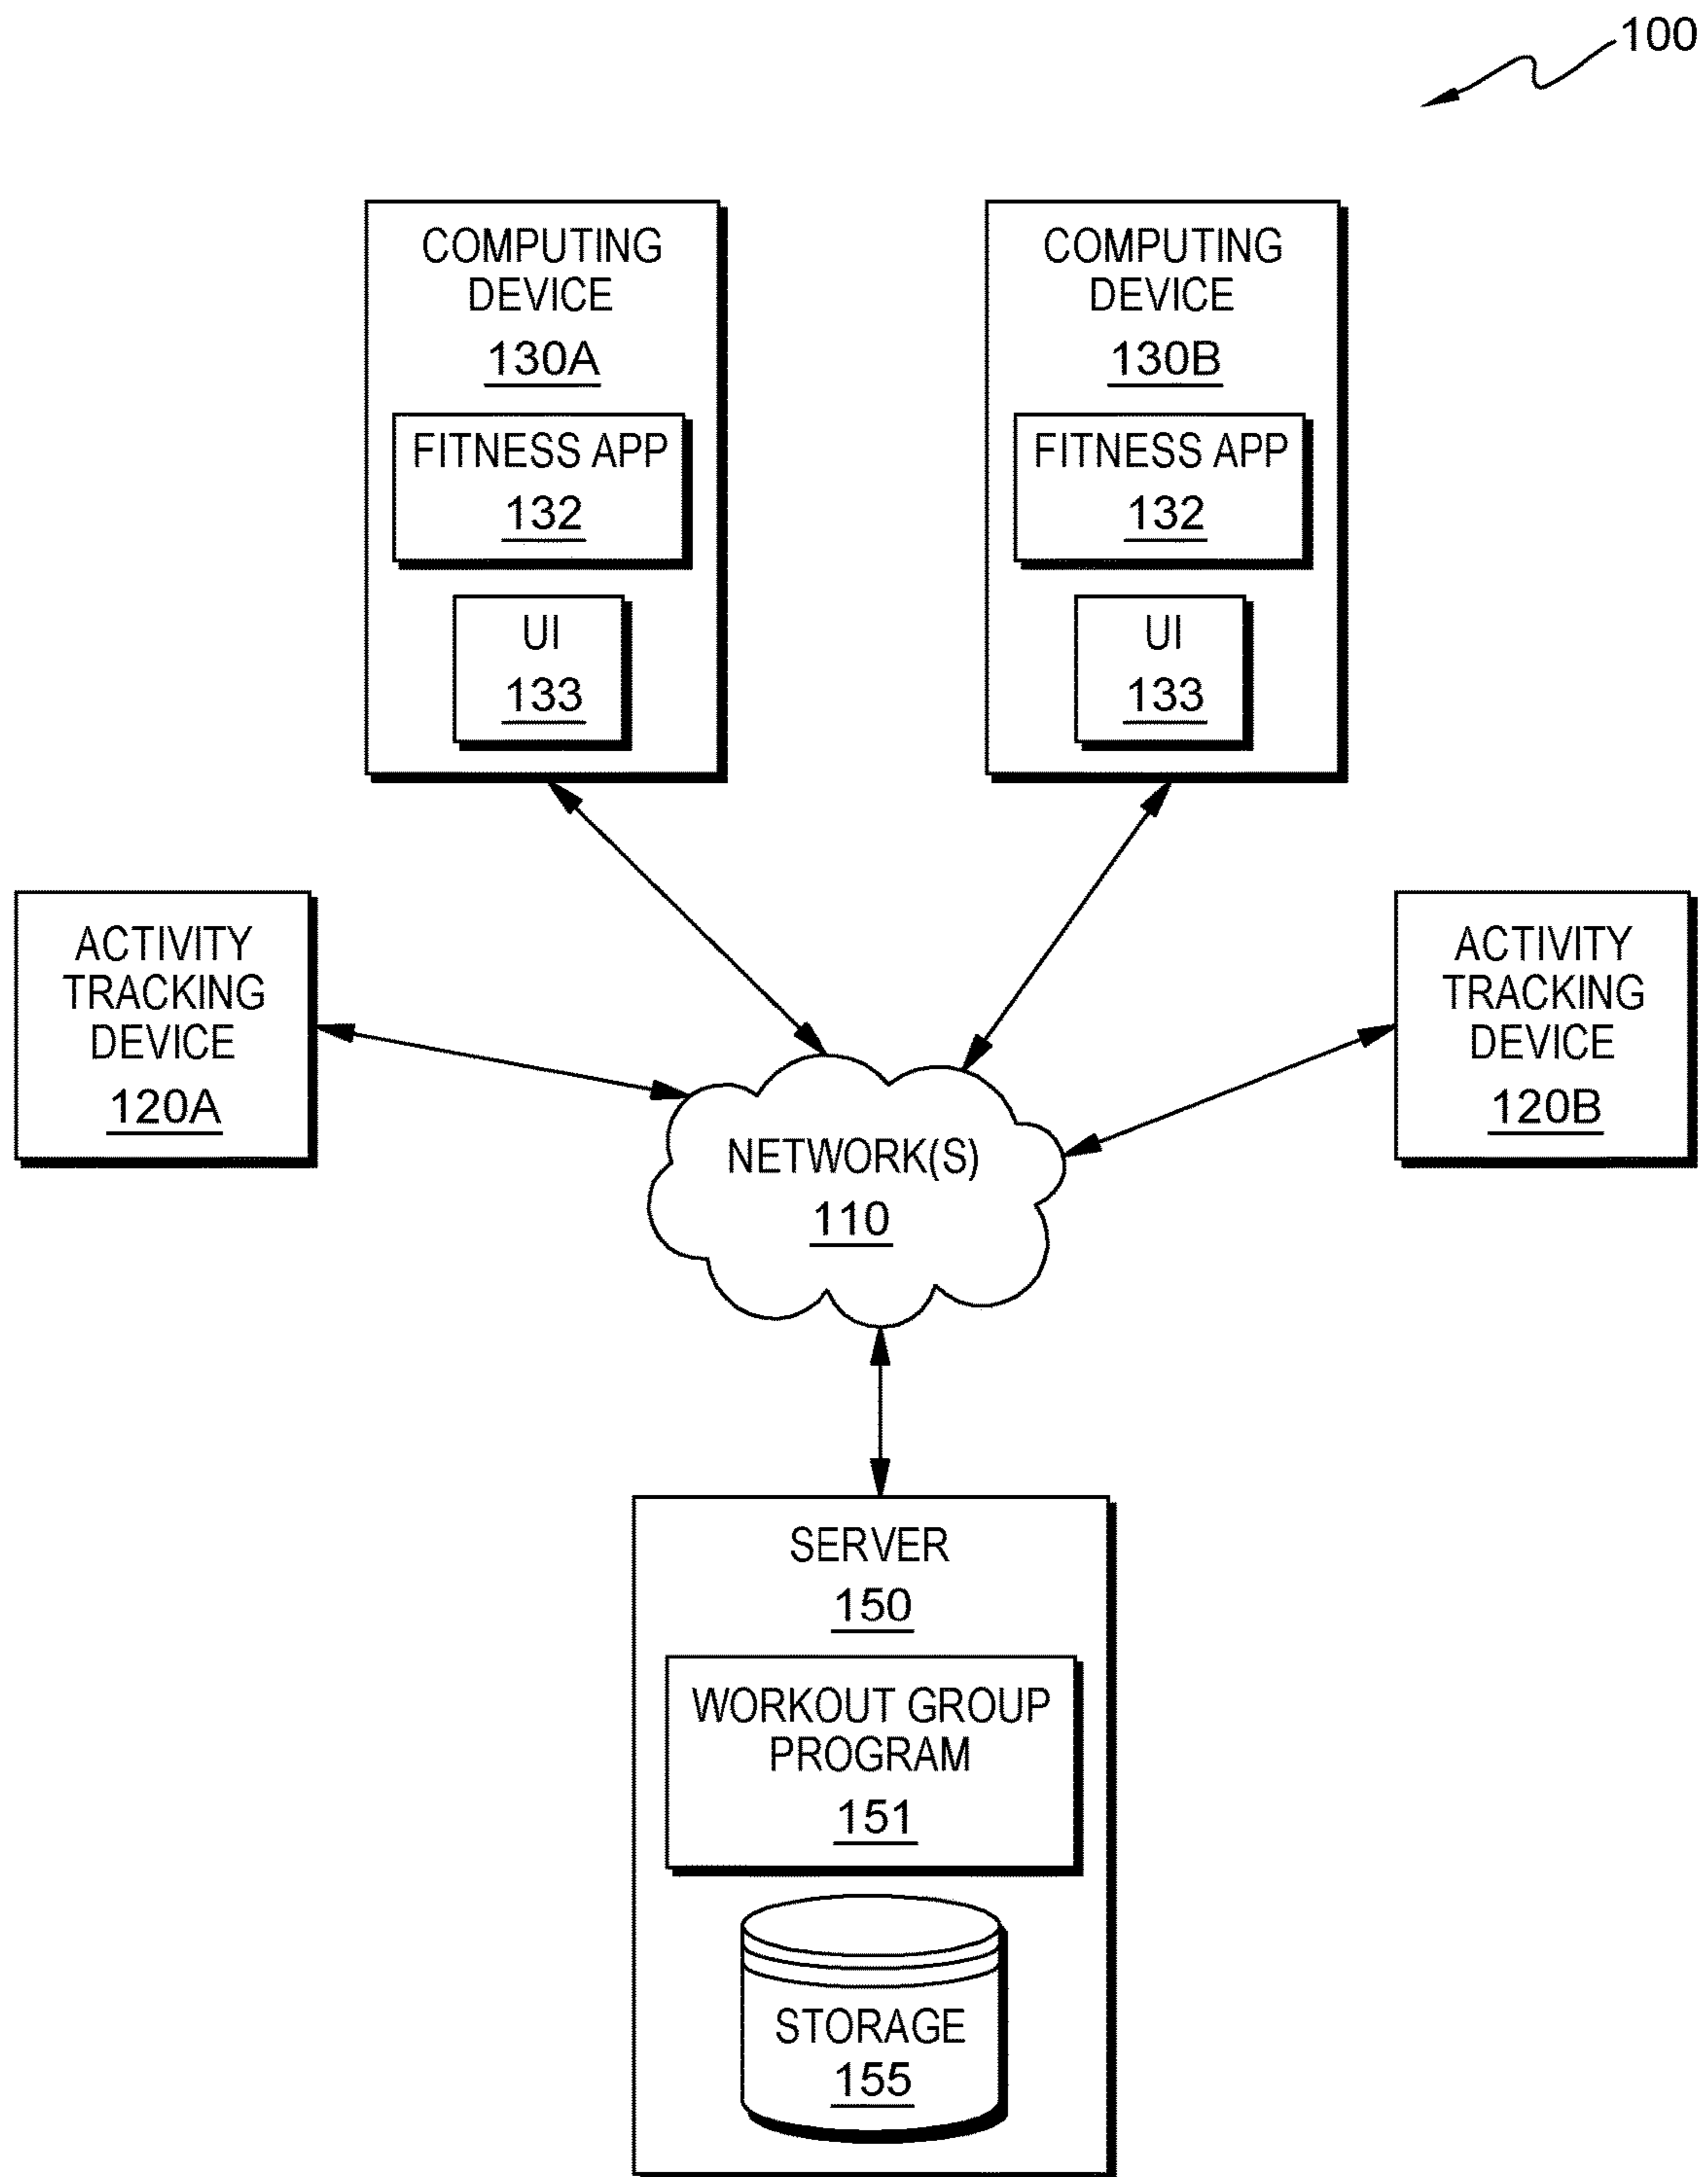 100
COMPUTING
DEVICE
130A
FITNESS APP
132
UI
133
COMPUTING
DEVICE
130B
FITNESS APP
132
UI
133
ACTIVITY
TRACKING
DEVICE
120A
NETWORK(S)
110
ACTIVITY
TRACKING
DEVICE
120B
SERVER
150
WORKOUT GROUP
PROGRAM
151
STORAGE
155